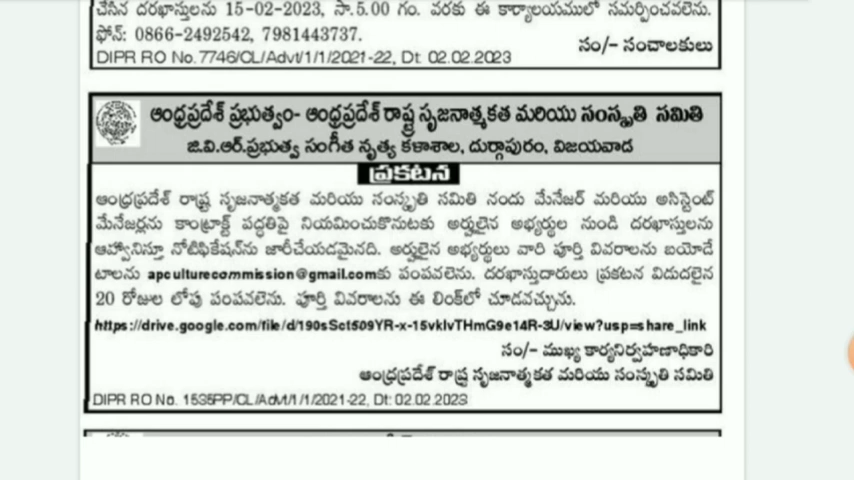 చేసిన దరఖాస్తులను 15-02-2023, సా.5.00 గం. వరకు ఈ కార్యాలయములో సమర్పించవలెను.
ఫోన్: 0866-2492542, 7981443737.
సం/- సంచాలకులు
DIPR RO No.7746/CL/Advt/1/1/2021-22, Dt: 02.02.2023
ఆంధ్రప్రదేశ్ ప్రభుత్వం- ఆంధ్రప్రదేశ్ రాష్ట్ర సృజనాత్మకత మరియు సంస్కృతి సమితి
జి.వి.ఆర్.ప్రభుత్వ సంగీత నృత్య కళాశాల, దుర్గాపురం, విజయవాడ
ప్రకటన
ఆంధ్రప్రదేశ్ రాష్ట్ర సృజనాత్మకత మరియు సంస్కృతి సమితి నందు మేనేజర్ మరియు అసిస్టెంట్
మేనేజర్లను కాంట్రాక్ట్ పద్ధతిపై నియమించుకొనుటకు అర్హులైన అభ్యర్థుల నుండి దరఖాస్తులను
ఆహ్వానిస్తూ నోటిఫికేషన్‌ను జారీచేయడమైనది. అర్హులైన అభ్యర్థులు వారి పూర్తి వివరాలను బయోడే
టాలను apculturecommission@gmail.comకు పంపవలెను. దరఖాస్తుదారులు ప్రకటన విడుదలైన
20 రోజుల లోపు పంపవలెను. పూర్తి వివరాలను ఈ లింక్‌లో చూడవచ్చును.
https://drive.google.com/file/d/190sSct509YR-x-15vklvTHmG9e14R-3U/view?usp=share_link
సం/- ముఖ్య కార్యనిర్వహణాధికారి
ఆంధ్రప్రదేశ్ రాష్ట్ర సృజనాత్మకత మరియు సంస్కృతి సమితి
DIPR RO No. 1535PP/CL/Advt/1/1/2021-22, Dt: 02.02.2023